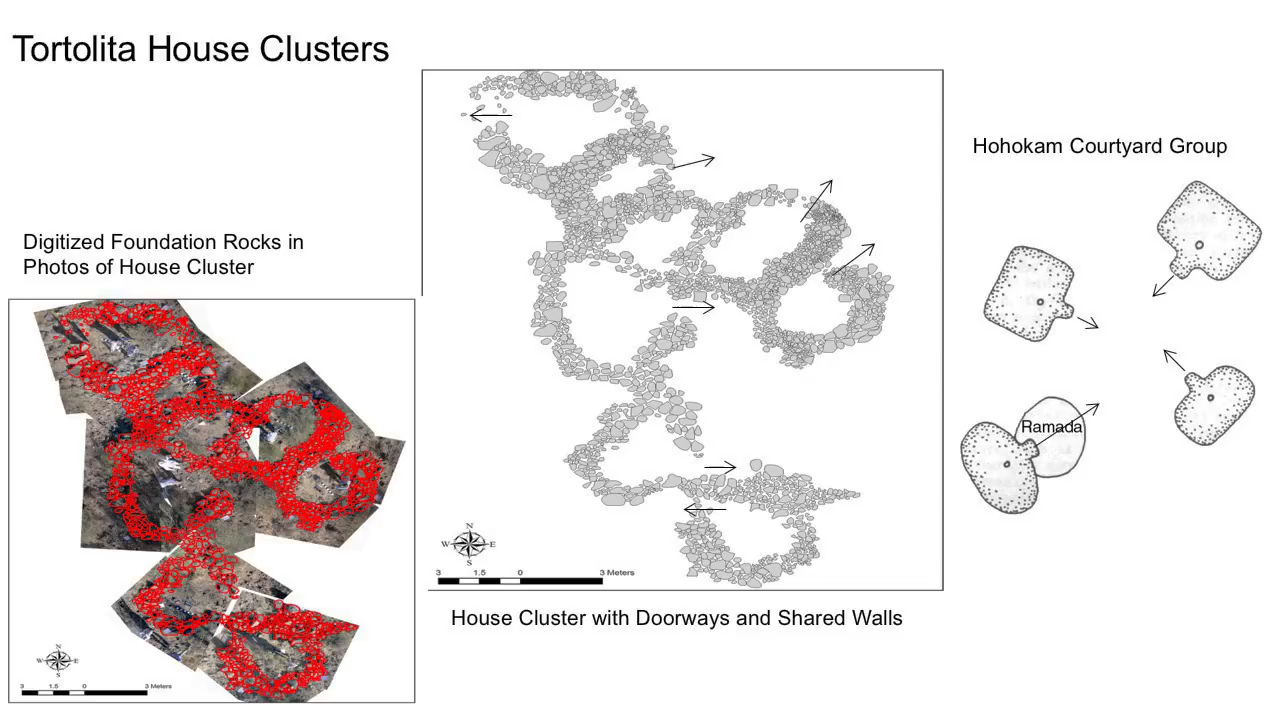 Tortolita House Clusters
Hohokam Courtyard Group
Digitized Foundation Rocks in
Photos of House Cluster
Ramada
N
W E
S
3 1.5 0 3 Meters
House Cluster with Doorways and Shared Walls
N
W E
S
3 1.5 0 3 Meters